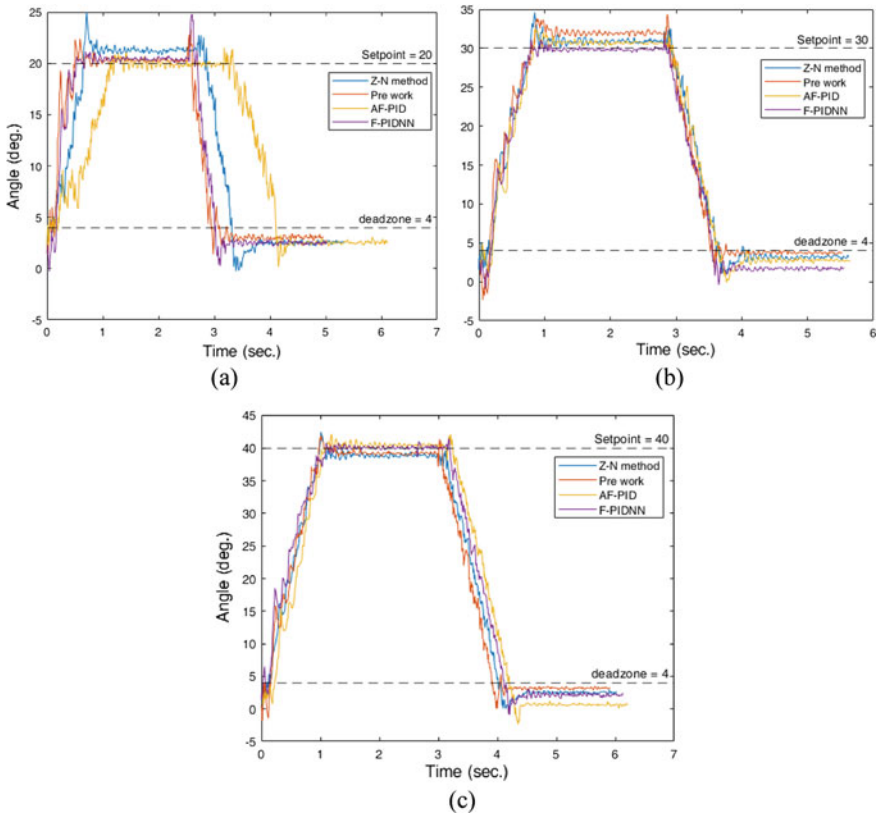 25
20
15
10
5
0
-5
Angle (deg.)
Setpoint = 20
Z-N method
Pre work
AF-PID
F-PIDNN
deadzone = 4
0 1 2 3 4 5 6 7
Time (sec.)
(a)
35
30
25
20
15
10
5
0
-5
Angle (deg.)
Setpoint = 30
Z-N method
Pre work
AF-PID
F-PIDNN
deadzone = 4
0 1 2 3 4 5 6
Time (sec.)
(b)
45
40
35
30
25
20
15
10
5
0
-5
Angle (deg.)
Setpoint = 40
Z-N method
Pre work
AF-PID
F-PIDNN
deadzone = 4
0 1 2 3 4 5 6 7
Time (sec.)
(c)